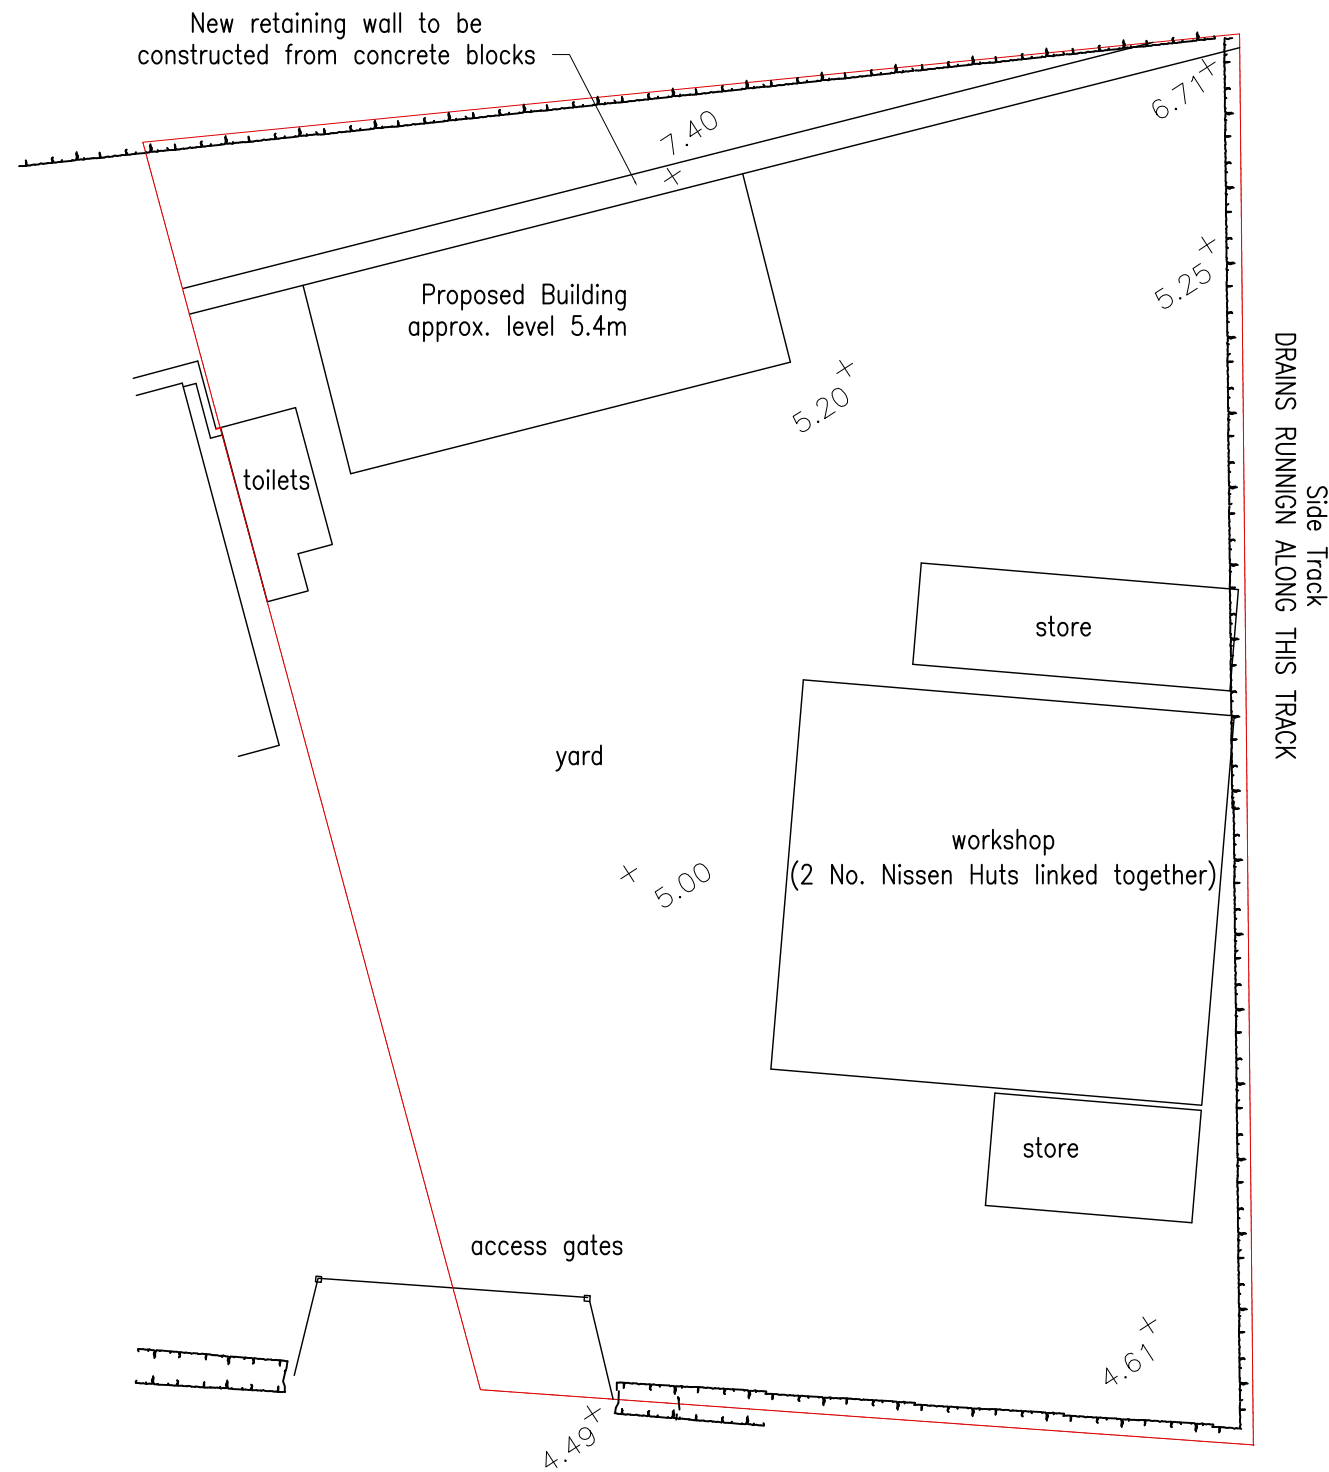 New retaining wall to be
constructed from concrete blocks
7.40
6.71
5.25
Proposed Building
approx. level 5.4m
5.20
toilets
Side Track
DRAINS RUNNIGN ALONG THIS TRACK
store
yard
workshop
(2 No. Nissen Huts linked together)
5.00
store
access gates
4.61
4.49